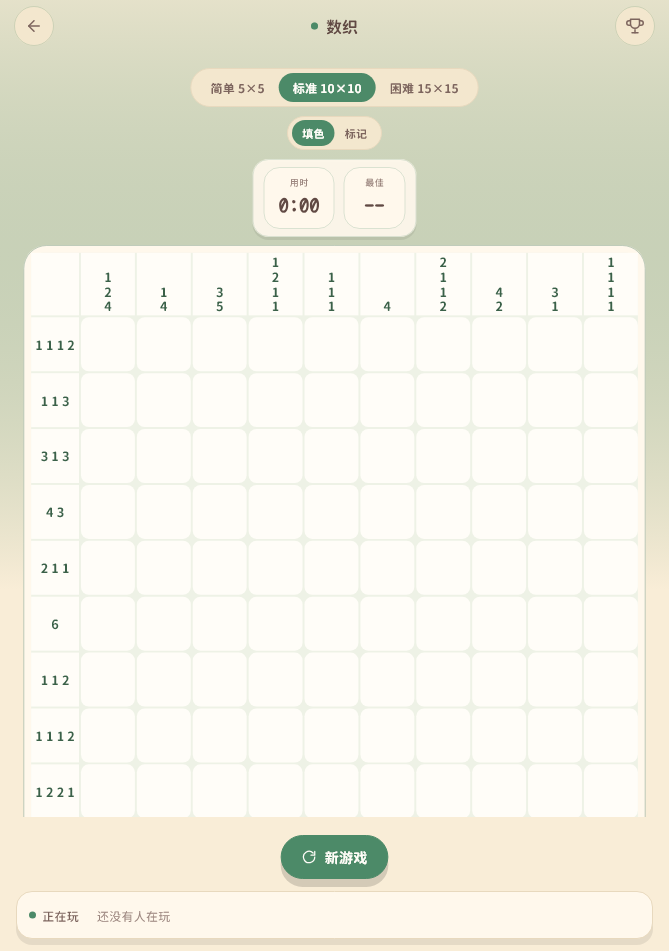 数织
简单 5×5 标准 10×10 困难 15×15
填色 标记
用时 最佳
0:00 --
1 2 1
1 1 2 1 1 1
2 1 3 1 1 1 4 3 1
4 4 5 1 1 4 2 2 1 1
1 1 1 2
1 1 3
3 1 3
4 3
2 1 1
6
1 1 2
1 1 1 2
1 2 2 1
新游戏
正在玩 还没有人在玩